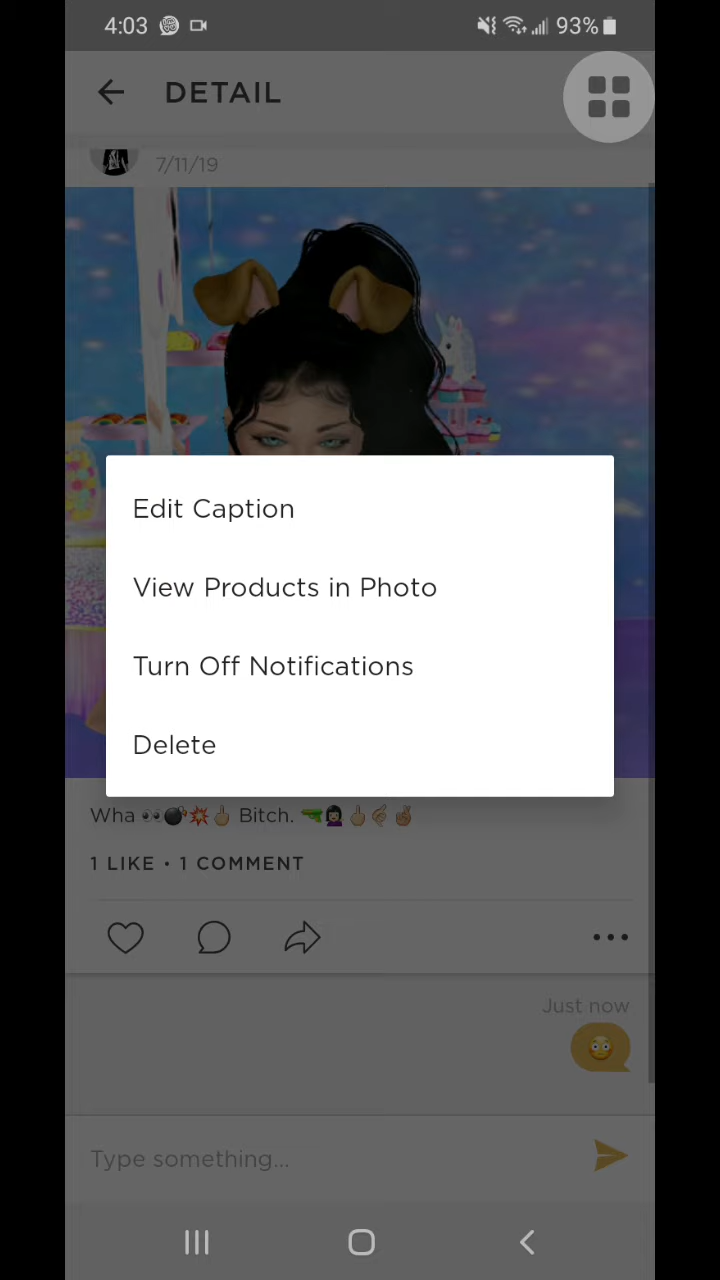 4:03 93%
DETAIL
7/11/19
Edit Caption
View Products in Photo
Turn Off Notifications
Delete
Wha 👀💣💥🖕🏼 Bitch. 🔫🙍🏻‍♀️🖕🏼🤏🏼🤞🏼
1 LIKE • 1 COMMENT
Just now
😳
Type something...